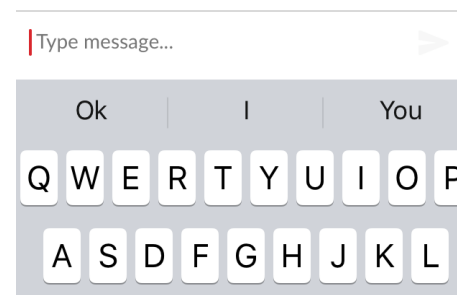 Type message...
Ok I You
Q W E R T Y U I O P
A S D F G H J K L